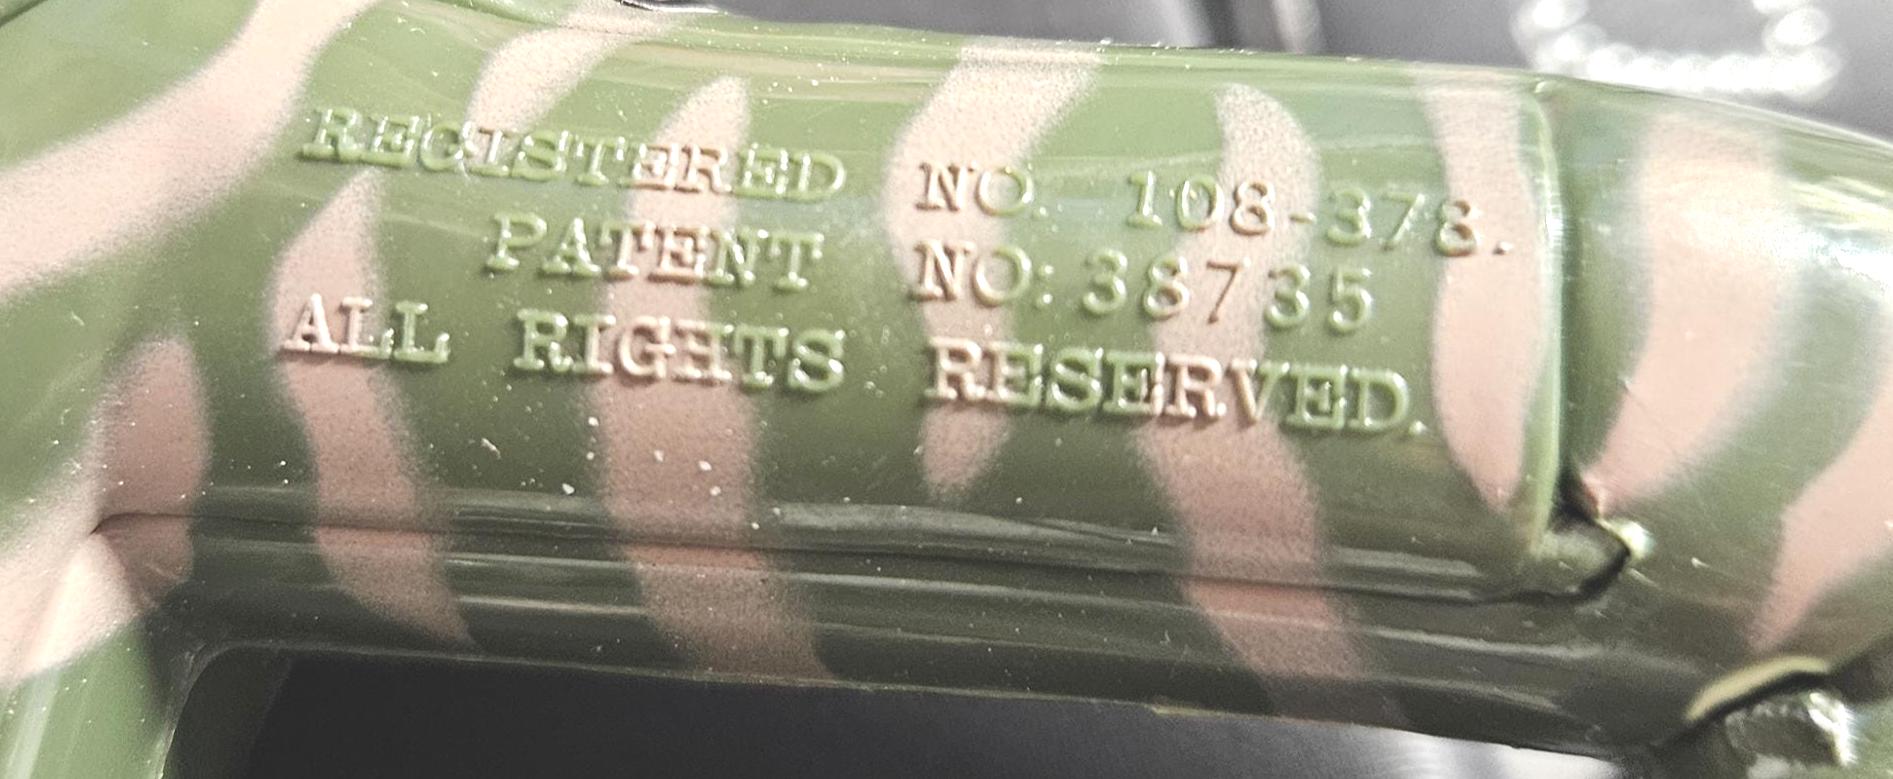 REGISTERED NO. 108-378.
PATENT NO: 38735
ALL RIGHTS RESERVED.